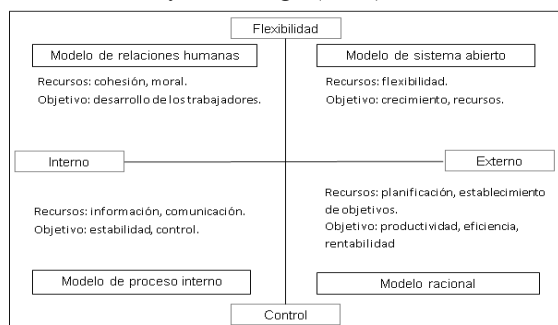 Flexibilidad
Modelo de relaciones humanas
Recursos: cohesión, moral.
Objetivo: desarrollo de los trabajadores.
Modelo de sistema abierto
Recursos: flexibilidad.
Objetivo: crecimiento, recursos.
Interno
Externo
Recursos: información, comunicación.
Objetivo: estabilidad, control.
Modelo de proceso interno
Recursos: planificación, establecimiento
de objetivos.
Objetivo: productividad, eficiencia,
rentabilidad
Modelo racional
Control